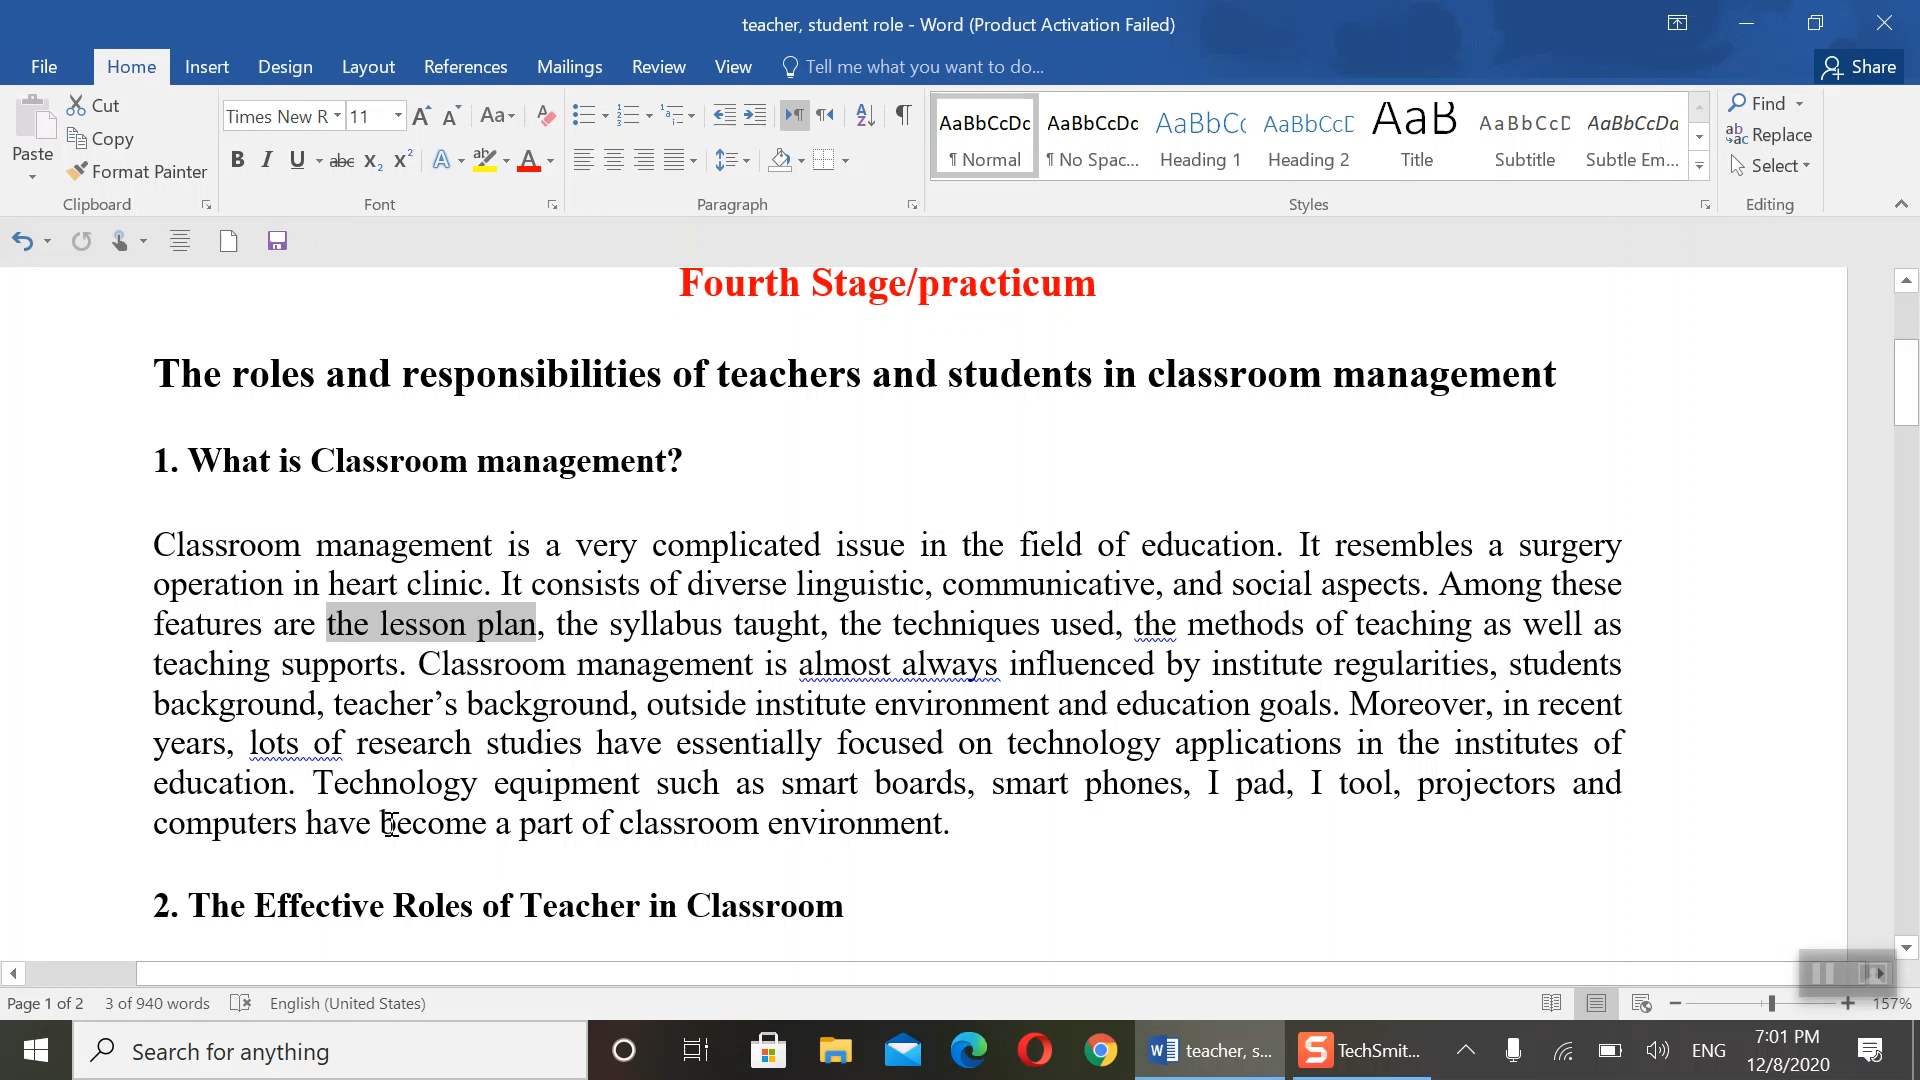 teacher, student role - Word (Product Activation Failed)
File Home Insert Design Layout References Mailings Review View Tell me what you want to do... Share
Paste
Cut
Copy
Format Painter
Clipboard
Times New R 11
Font
Paragraph
AaBbCcDc AaBbCcDc AaBbCc AaBbCcD AaB AaBbCcD AaBbCcDa
¶ Normal ¶ No Spac... Heading 1 Heading 2 Title Subtitle Subtle Em...
Styles
Find
Replace
Select
Editing
Fourth Stage/practicum
The roles and responsibilities of teachers and students in classroom management
1. What is Classroom management?
Classroom management is a very complicated issue in the field of education. It resembles a surgery
operation in heart clinic. It consists of diverse linguistic, communicative, and social aspects. Among these
features are the lesson plan, the syllabus taught, the techniques used, the methods of teaching as well as
teaching supports. Classroom management is almost always influenced by institute regularities, students
background, teacher’s background, outside institute environment and education goals. Moreover, in recent
years, lots of research studies have essentially focused on technology applications in the institutes of
education. Technology equipment such as smart boards, smart phones, I pad, I tool, projectors and
computers have become a part of classroom environment.
2. The Effective Roles of Teacher in Classroom
Page 1 of 2 3 of 940 words English (United States) 157%
Search for anything
teacher, s...
TechSmit...
ENG
7:01 PM
12/8/2020